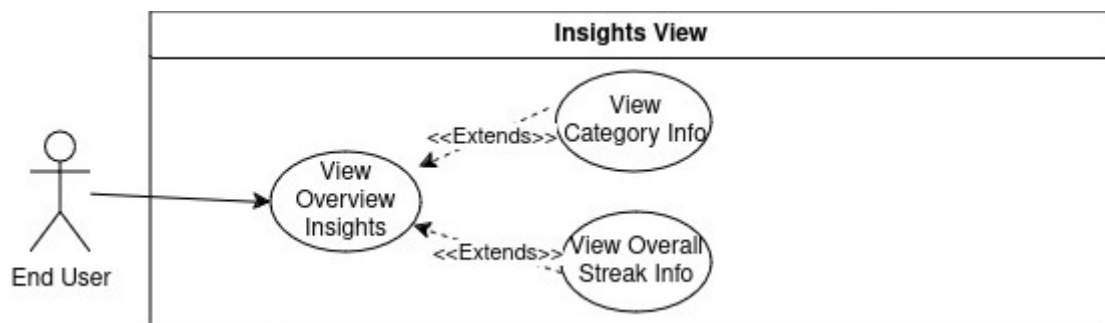 Insights View
View
Category Info
<<Extends>>
View
Overview
Insights
<<Extends>>
View Overall
Streak Info
End User